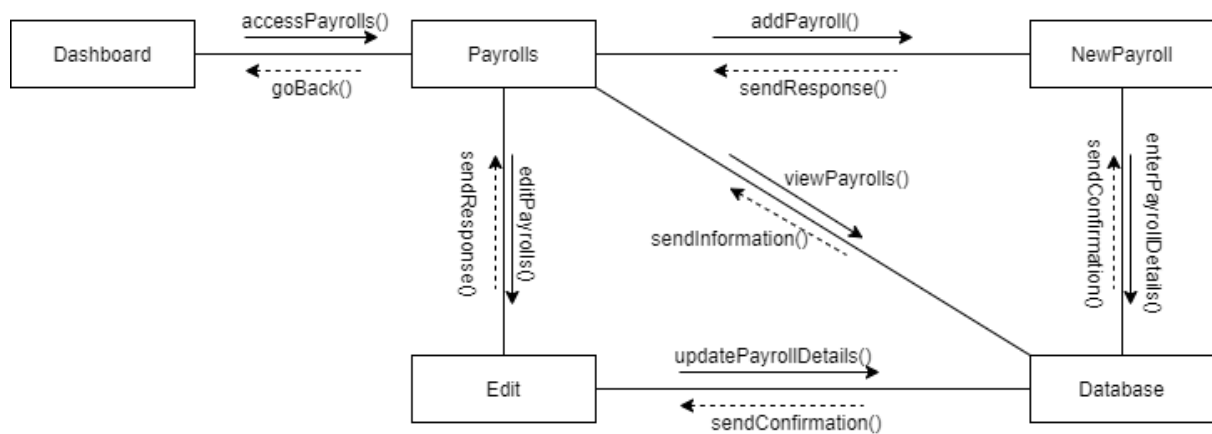 accessPayrolls()
addPayroll()
Dashboard
Payrolls
NewPayroll
goBack()
sendResponse()
sendResponse()
editPayrolls()
viewPayrolls()
sendInformation()
sendConfirmation()
enterPayrollDetails()
updatePayrollDetails()
Edit
Database
sendConfirmation()